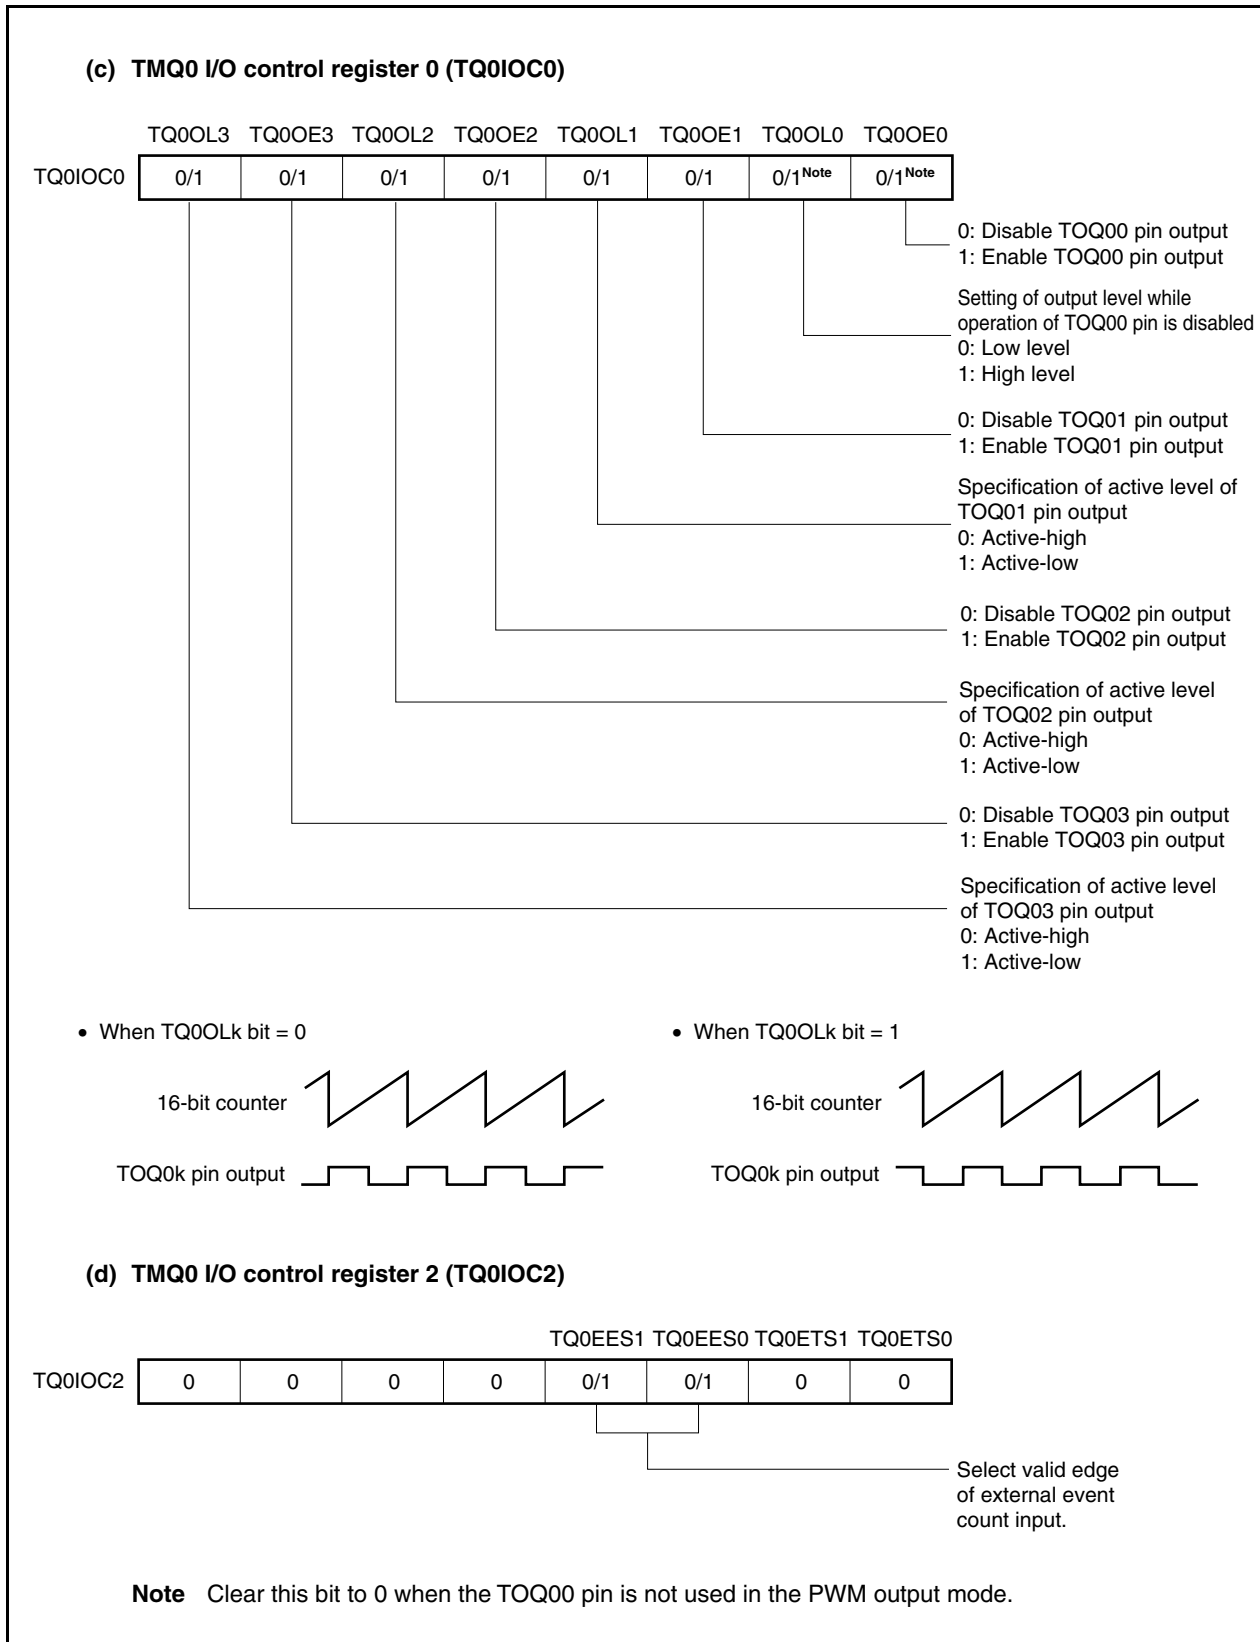 (c) TMQ0 I/O control register 0 (TQ0IOC0)
TQ0OL3 TQ0OE3 TQ0OL2 TQ0OE2 TQ0OL1 TQ0OE1 TQ0OL0 TQ0OE0
TQ0IOC0 0/1 0/1 0/1 0/1 0/1 0/1 0/1Note 0/1Note
0: Disable TOQ00 pin output
1: Enable TOQ00 pin output
Setting of output level while
operation of TOQ00 pin is disabled
0: Low level
1: High level
0: Disable TOQ01 pin output
1: Enable TOQ01 pin output
Specification of active level of
TOQ01 pin output
0: Active-high
1: Active-low
0: Disable TOQ02 pin output
1: Enable TOQ02 pin output
Specification of active level
of TOQ02 pin output
0: Active-high
1: Active-low
0: Disable TOQ03 pin output
1: Enable TOQ03 pin output
Specification of active level
of TOQ03 pin output
0: Active-high
1: Active-low
• When TQ0OLk bit = 0
16-bit counter
TOQ0k pin output
• When TQ0OLk bit = 1
16-bit counter
TOQ0k pin output
(d) TMQ0 I/O control register 2 (TQ0IOC2)
TQ0EES1 TQ0EES0 TQ0ETS1 TQ0ETS0
TQ0IOC2 0 0 0 0 0/1 0/1 0 0
Select valid edge
of external event
count input.
Note Clear this bit to 0 when the TOQ00 pin is not used in the PWM output mode.